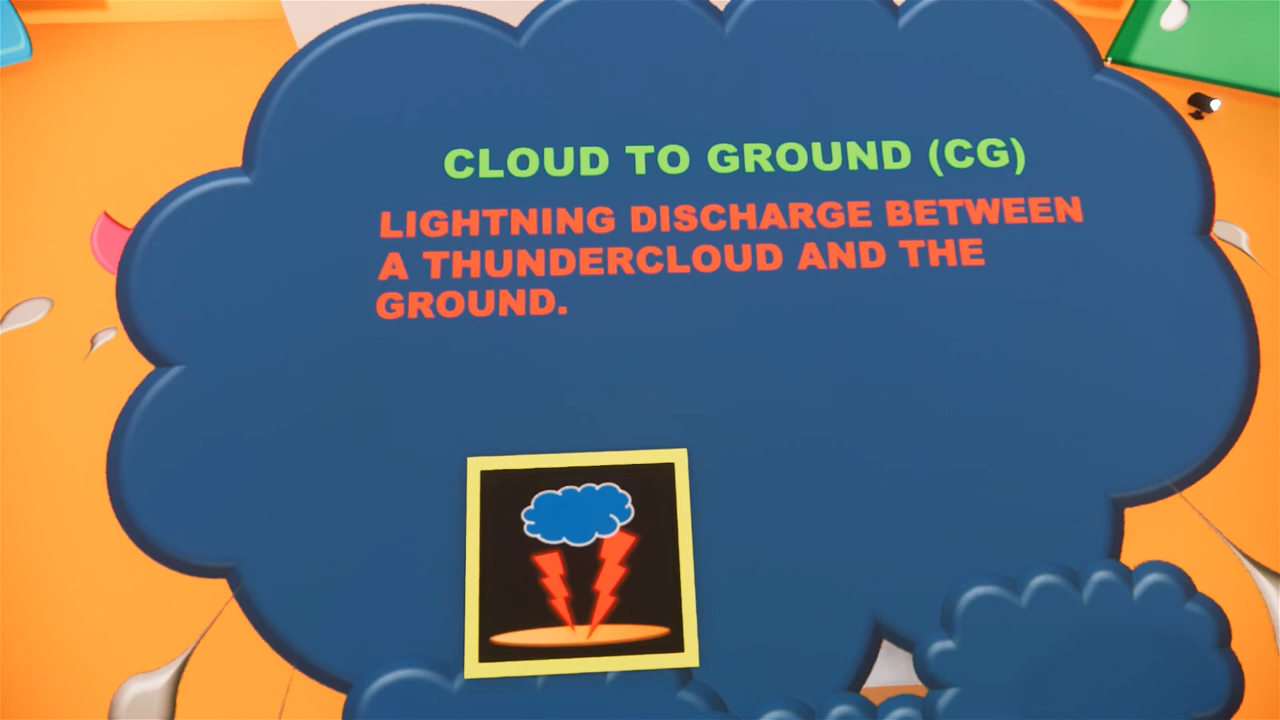 CLOUD TO GROUND (CG)
LIGHTNING DISCHARGE BETWEEN
A THUNDERCLOUD AND THE
GROUND.